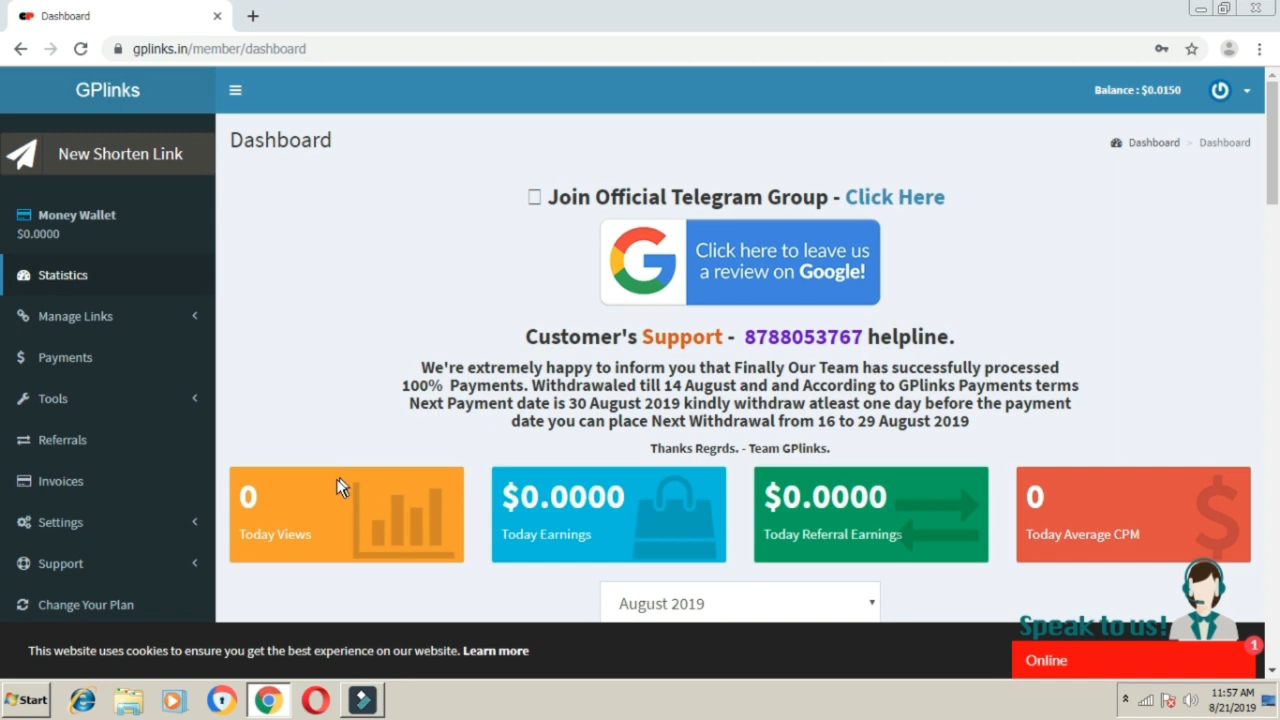 Dashboard
gplinks.in/member/dashboard
GPlinks
Balance : $0.0150
New Shorten Link
Dashboard
Dashboard > Dashboard
Join Official Telegram Group - Click Here
Money Wallet
$0.0000
Click here to leave us
a review on Google!
Statistics
Manage Links
Payments
Tools
Referrals
Invoices
Settings
Support
Change Your Plan
Customer's Support - 8788053767 helpline.
We're extremely happy to inform you that Finally Our Team has successfully processed
100% Payments. Withdrawaled till 14 August and and According to GPlinks Payments terms
Next Payment date is 30 August 2019 kindly withdraw atleast one day before the payment
date you can place Next Withdrawal from 16 to 29 August 2019
Thanks Regrds. - Team GPlinks.
0
Today Views
$0.0000
Today Earnings
$0.0000
Today Referral Earnings
0
Today Average CPM
August 2019
Speak to us!
1
Online
This website uses cookies to ensure you get the best experience on our website. Learn more
Start
11:57 AM
8/21/2019